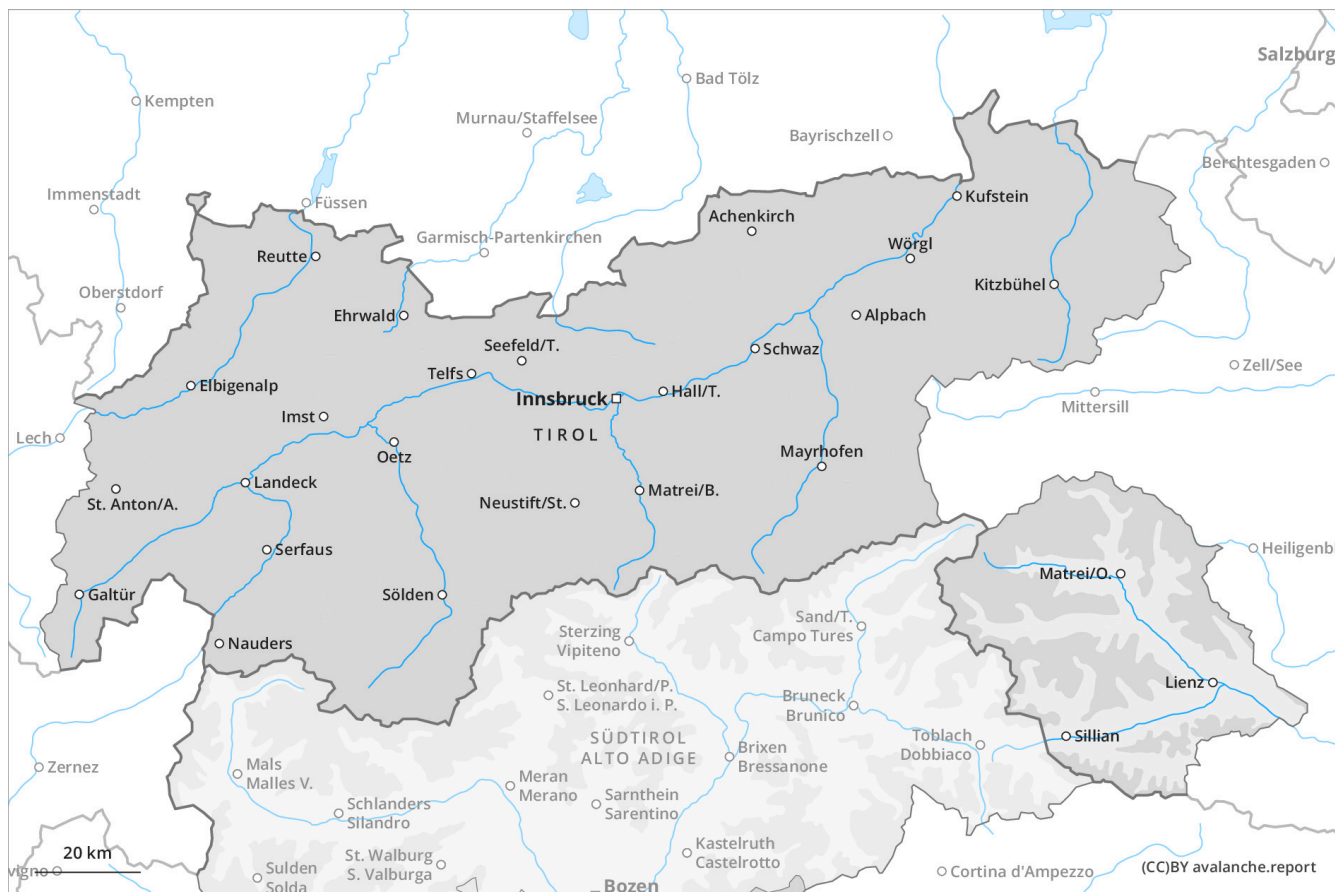 Salzburg
Bad Tölz
Kempten
Murnau/Staffelsee
Bayrischzell
Berchtesgaden
Immenstadt
Füssen
Kufstein
Achenkirch
Garmisch-Partenkirchen
Wörgl
Reutte
Kitzbühel
Oberstdorf
Ehrwald
Alpbach
Seefeld/T.
Schwaz
Zell/See
Telfs
Elbigenalp
Hall/T.
Innsbruck
Mittersill
Imst
Lech
TIROL
Oetz
Mayrhofen
Landeck
Matrei/B.
St. Anton/A.
Neustift/St.
Serfaus
Heiligenb
Matrei/O.
Galtür
Sölden
Sand/T.
Campo Tures
Sterzing
Vipiteno
Nauders
Lienz
St. Leonhard/P.
S. Leonardo i. P.
Bruneck
Brunico
Sillian
SÜDTIROL
ALTO ADIGE
Toblach
Dobbiaco
Brixen
Bressanone
Zernez
Mals
Malles V.
Meran
Merano
Schlanders
Silandro
Sarnthein
Sarentino
Kastelruth
Castelrotto
20 km
St. Walburg
S. Valburga
vigno
Sulden
Solda
Cortina d'Ampezzo
(CC)BY avalanche.report
Bozen